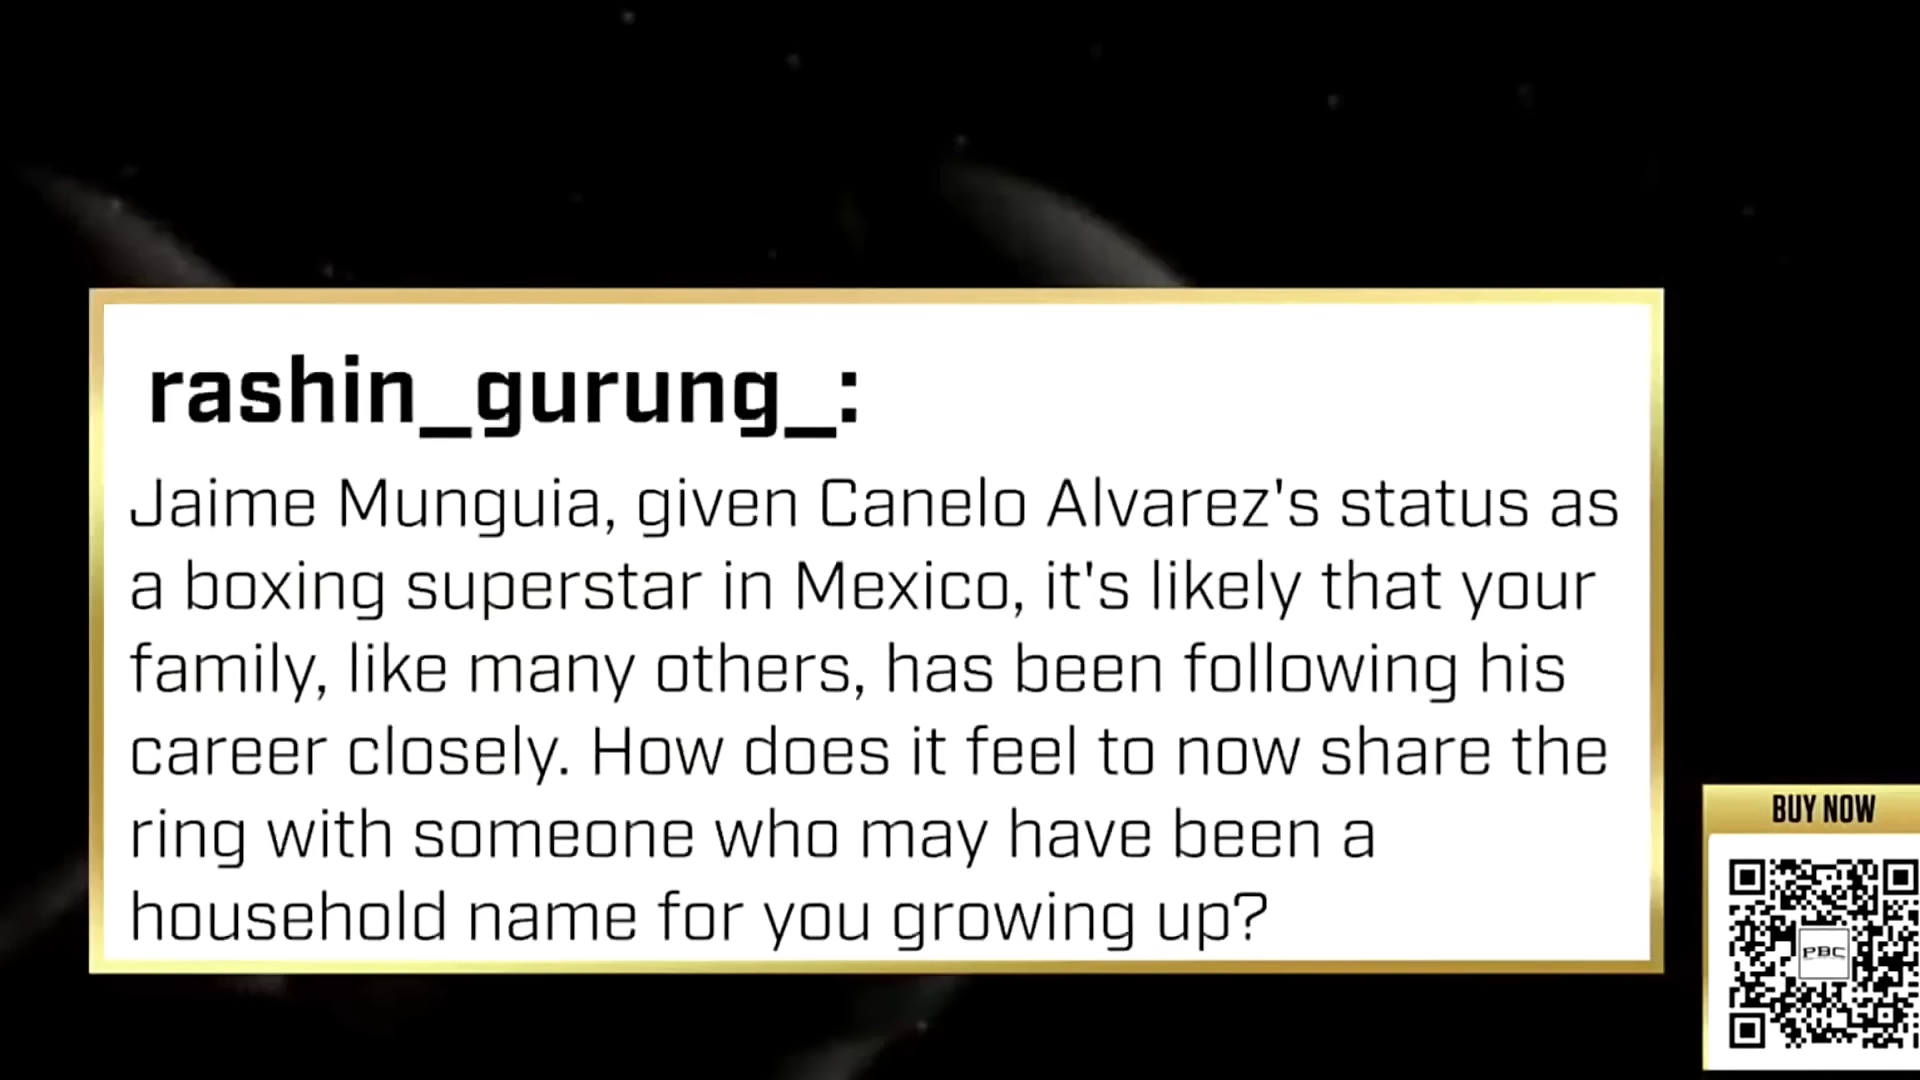 rashin_gurung_:
Jaime Munguia, given Canelo Alvarez's status as
a boxing superstar in Mexico, it's likely that your
family, like many others, has been following his
career closely. How does it feel to now share the
ring with someone who may have been a
household name for you growing up?
BUY NOW
PBC